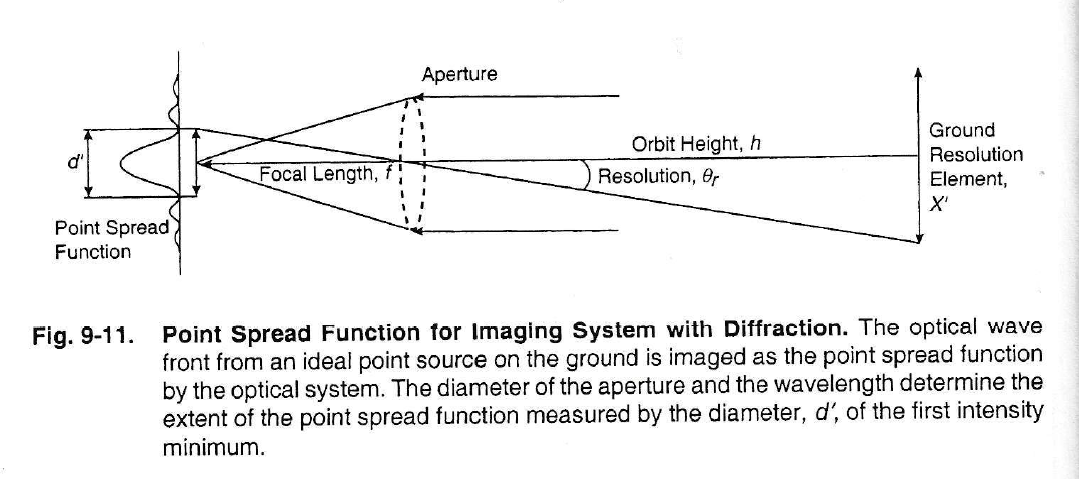 Aperture
Orbit Height, h
Ground
Resolution
Element,
X'
d'
Focal Length, f
Resolution, θr
Point Spread
Function
Fig. 9-11. Point Spread Function for Imaging System with Diffraction. The optical wave
front from an ideal point source on the ground is imaged as the point spread function
by the optical system. The diameter of the aperture and the wavelength determine the
extent of the point spread function measured by the diameter, d', of the first intensity
minimum.